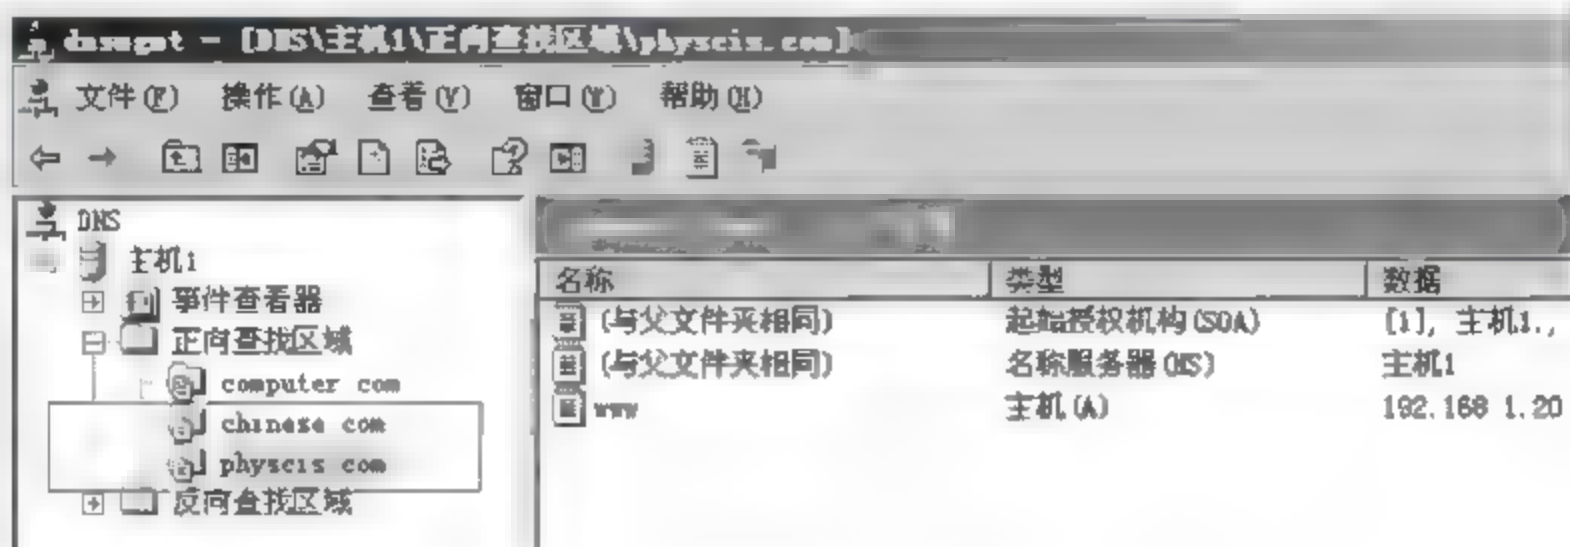 dnsmgmt - [DNS\主机1\正向查找区域\physcis.com]
文件(F) 操作(A) 查看(V) 窗口(W) 帮助(H)
DNS
主机1
事件查看器
正向查找区域
computer com
chinese com
physcis com
反向查找区域
名称 类型 数据
(与父文件夹相同) 起始授权机构(SOA) [1], 主机1.,
(与父文件夹相同) 名称服务器(NS) 主机1
www 主机(A) 192.168 1.20